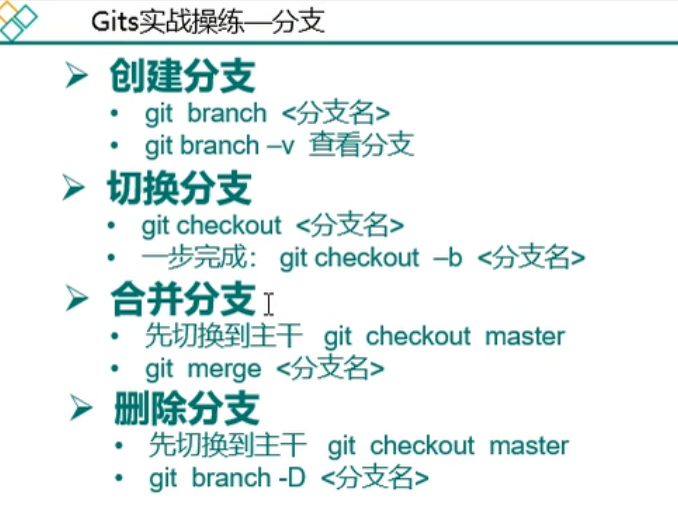 Gits实战操练—分支
创建分支
git branch <分支名>
git branch –v 查看分支
切换分支
git checkout <分支名>
一步完成： git checkout –b <分支名>
合并分支
先切换到主干 git checkout master
git merge <分支名>
删除分支
先切换到主干 git checkout master
git branch -D <分支名>